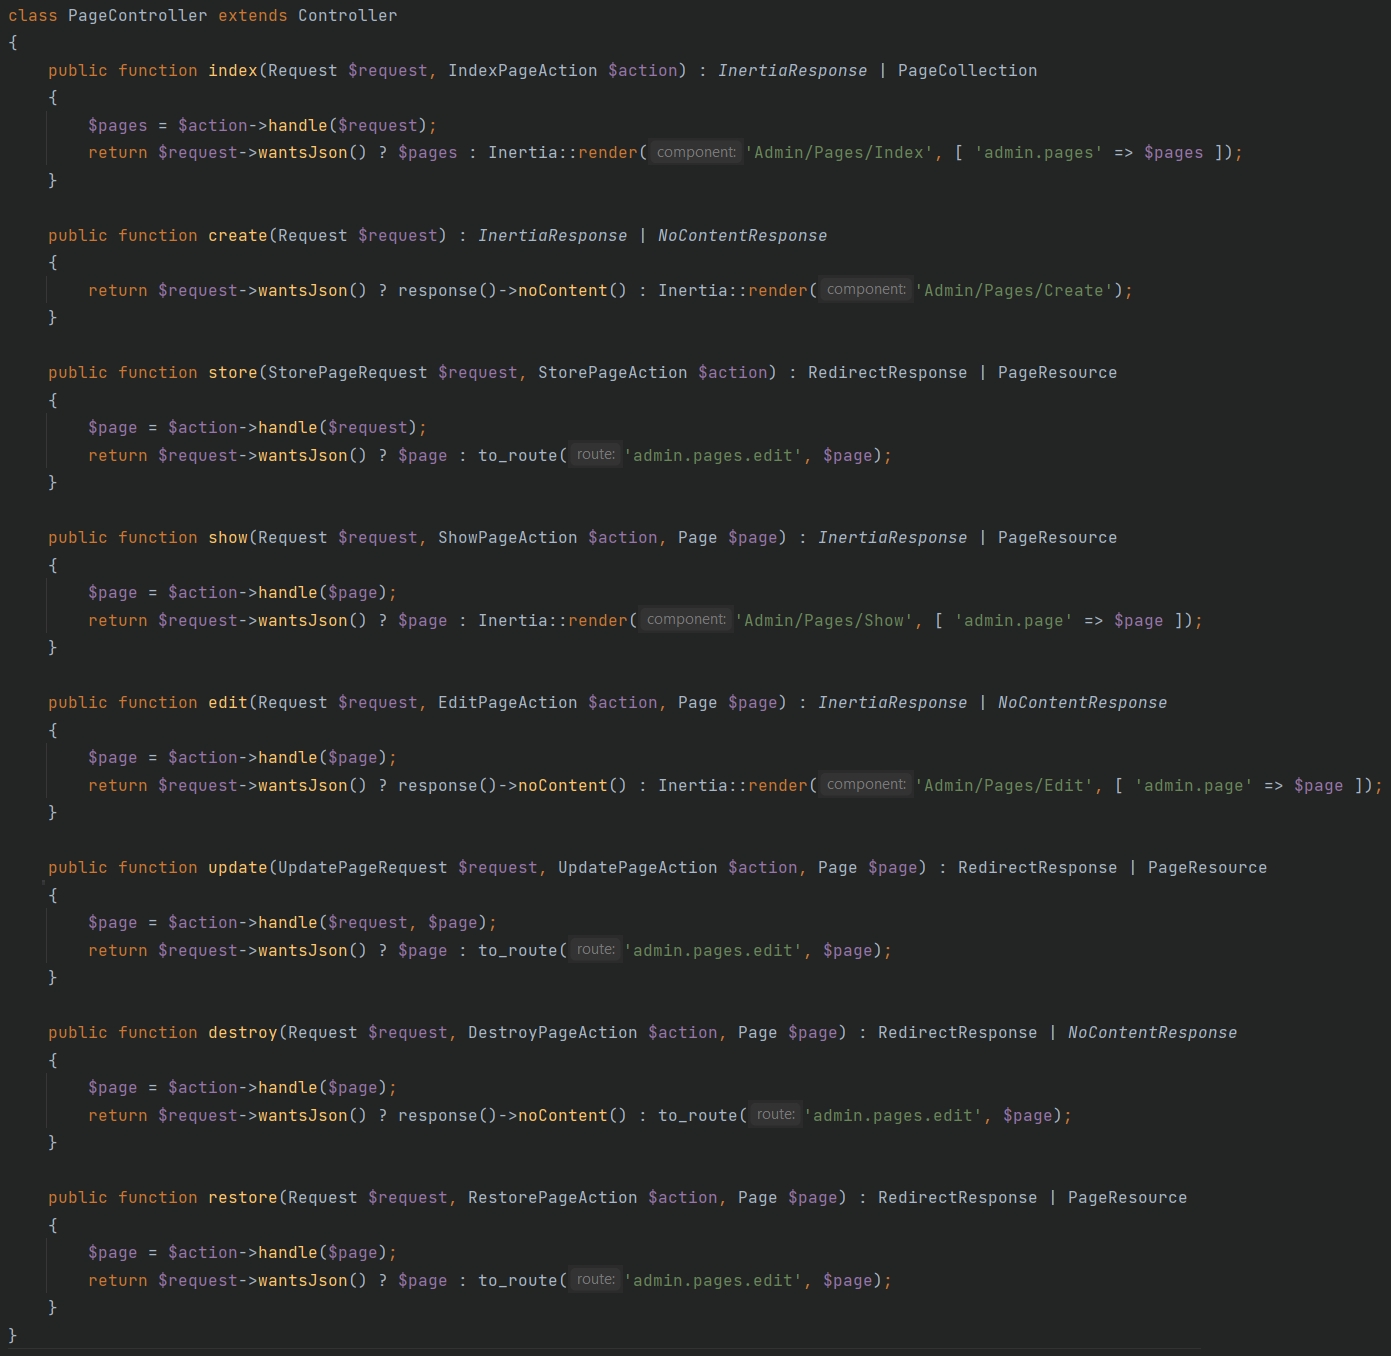 class PageController extends Controller
{
    public function index(Request $request, IndexPageAction $action) : InertiaResponse | PageCollection
    {
        $pages = $action->handle($request);
        return $request->wantsJson() ? $pages : Inertia::render( component: 'Admin/Pages/Index', [ 'admin.pages' => $pages ]);
    }

    public function create(Request $request) : InertiaResponse | NoContentResponse
    {
        return $request->wantsJson() ? response()->noContent() : Inertia::render( component: 'Admin/Pages/Create');
    }

    public function store(StorePageRequest $request, StorePageAction $action) : RedirectResponse | PageResource
    {
        $page = $action->handle($request);
        return $request->wantsJson() ? $page : to_route( route: 'admin.pages.edit', $page);
    }

    public function show(Request $request, ShowPageAction $action, Page $page) : InertiaResponse | PageResource
    {
        $page = $action->handle($page);
        return $request->wantsJson() ? $page : Inertia::render( component: 'Admin/Pages/Show', [ 'admin.page' => $page ]);
    }

    public function edit(Request $request, EditPageAction $action, Page $page) : InertiaResponse | NoContentResponse
    {
        $page = $action->handle($page);
        return $request->wantsJson() ? response()->noContent() : Inertia::render( component: 'Admin/Pages/Edit', [ 'admin.page' => $page ]);
    }

    public function update(UpdatePageRequest $request, UpdatePageAction $action, Page $page) : RedirectResponse | PageResource
    {
        $page = $action->handle($request, $page);
        return $request->wantsJson() ? $page : to_route( route: 'admin.pages.edit', $page);
    }

    public function destroy(Request $request, DestroyPageAction $action, Page $page) : RedirectResponse | NoContentResponse
    {
        $page = $action->handle($page);
        return $request->wantsJson() ? response()->noContent() : to_route( route: 'admin.pages.edit', $page);
    }

    public function restore(Request $request, RestorePageAction $action, Page $page) : RedirectResponse | PageResource
    {
        $page = $action->handle($page);
        return $request->wantsJson() ? $page : to_route( route: 'admin.pages.edit', $page);
    }
}